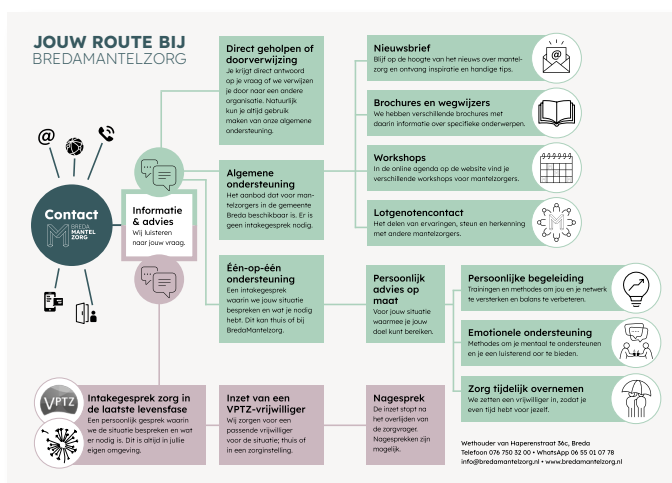 JOUW ROUTE BIJ
BREDAMANTELZORG
@
Contact
BREDA
MANTEL
ZORG
Informatie
& advies
Wij luisteren
naar jouw vraag.
Direct geholpen of
doorverwijzing
Je krijgt direct antwoord
op je vraag of we verwijzen
je door naar een andere
organisatie. Natuurlijk
kun je altijd gebruik
maken van onze algemene
ondersteuning.
Algemene
ondersteuning
Het aanbod dat voor man-
telzorgers in de gemeente
Breda beschikbaar is. Er is
geen intakegesprek nodig.
Nieuwsbrief
Blijf op de hoogte van het nieuws over mantel-
zorg en ontvang inspiratie en handige tips.
@
Brochures en wegwijzers
We hebben verschillende brochures met
daarin informatie over specifieke onderwerpen.
Workshops
In de online agenda op de website vind je
verschillende workshops voor mantelzorgers.
Lotgenotencontact
Het delen van ervaringen, steun en herkenning
met andere mantelzorgers.
Één-op-één
ondersteuning
Een intakegesprek
waarin we jouw situatie
bespreken en wat je nodig
hebt. Dit kan thuis of bij
BredaMantelzorg.
Persoonlijk
advies op
maat
Voor jouw situatie
waarmee je jouw
doel kunt bereiken.
Persoonlijke begeleiding
Trainingen en methodes om jou en je netwerk
te versterken en balans te verbeteren.
Emotionele ondersteuning
Methodes om je mentaal te ondersteunen
en je een luisterend oor te bieden.
Zorg tijdelijk overnemen
We zetten een vrijwilliger in, zodat je
even tijd hebt voor jezelf.
VPTZ
Intakegesprek zorg in
de laatste levensfase
Een persoonlijk gesprek waarin
we de situatie bespreken en wat
er nodig is. Dit is altijd in jullie
eigen omgeving.
Inzet van een
VPTZ-vrijwilliger
Wij zorgen voor een
passende vrijwilliger
voor de situatie; thuis of
in een zorginstelling.
Nagesprek
De inzet stopt na
het overlijden van
de zorgvrager.
Nagesprekken zijn
mogelijk.
Wethouder van Haperenstraat 36c, Breda
Telefoon 076 750 32 00 • WhatsApp 06 55 01 07 78
info@bredamantelzorg.nl • www.bredamantelzorg.nl